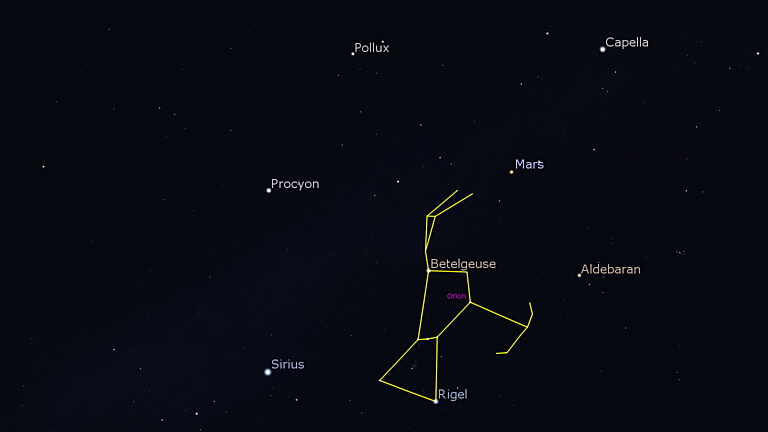 Pollux
Capella
Mars
Procyon
Betelgeuse
Aldebaran
Orion
Sirius
Rigel